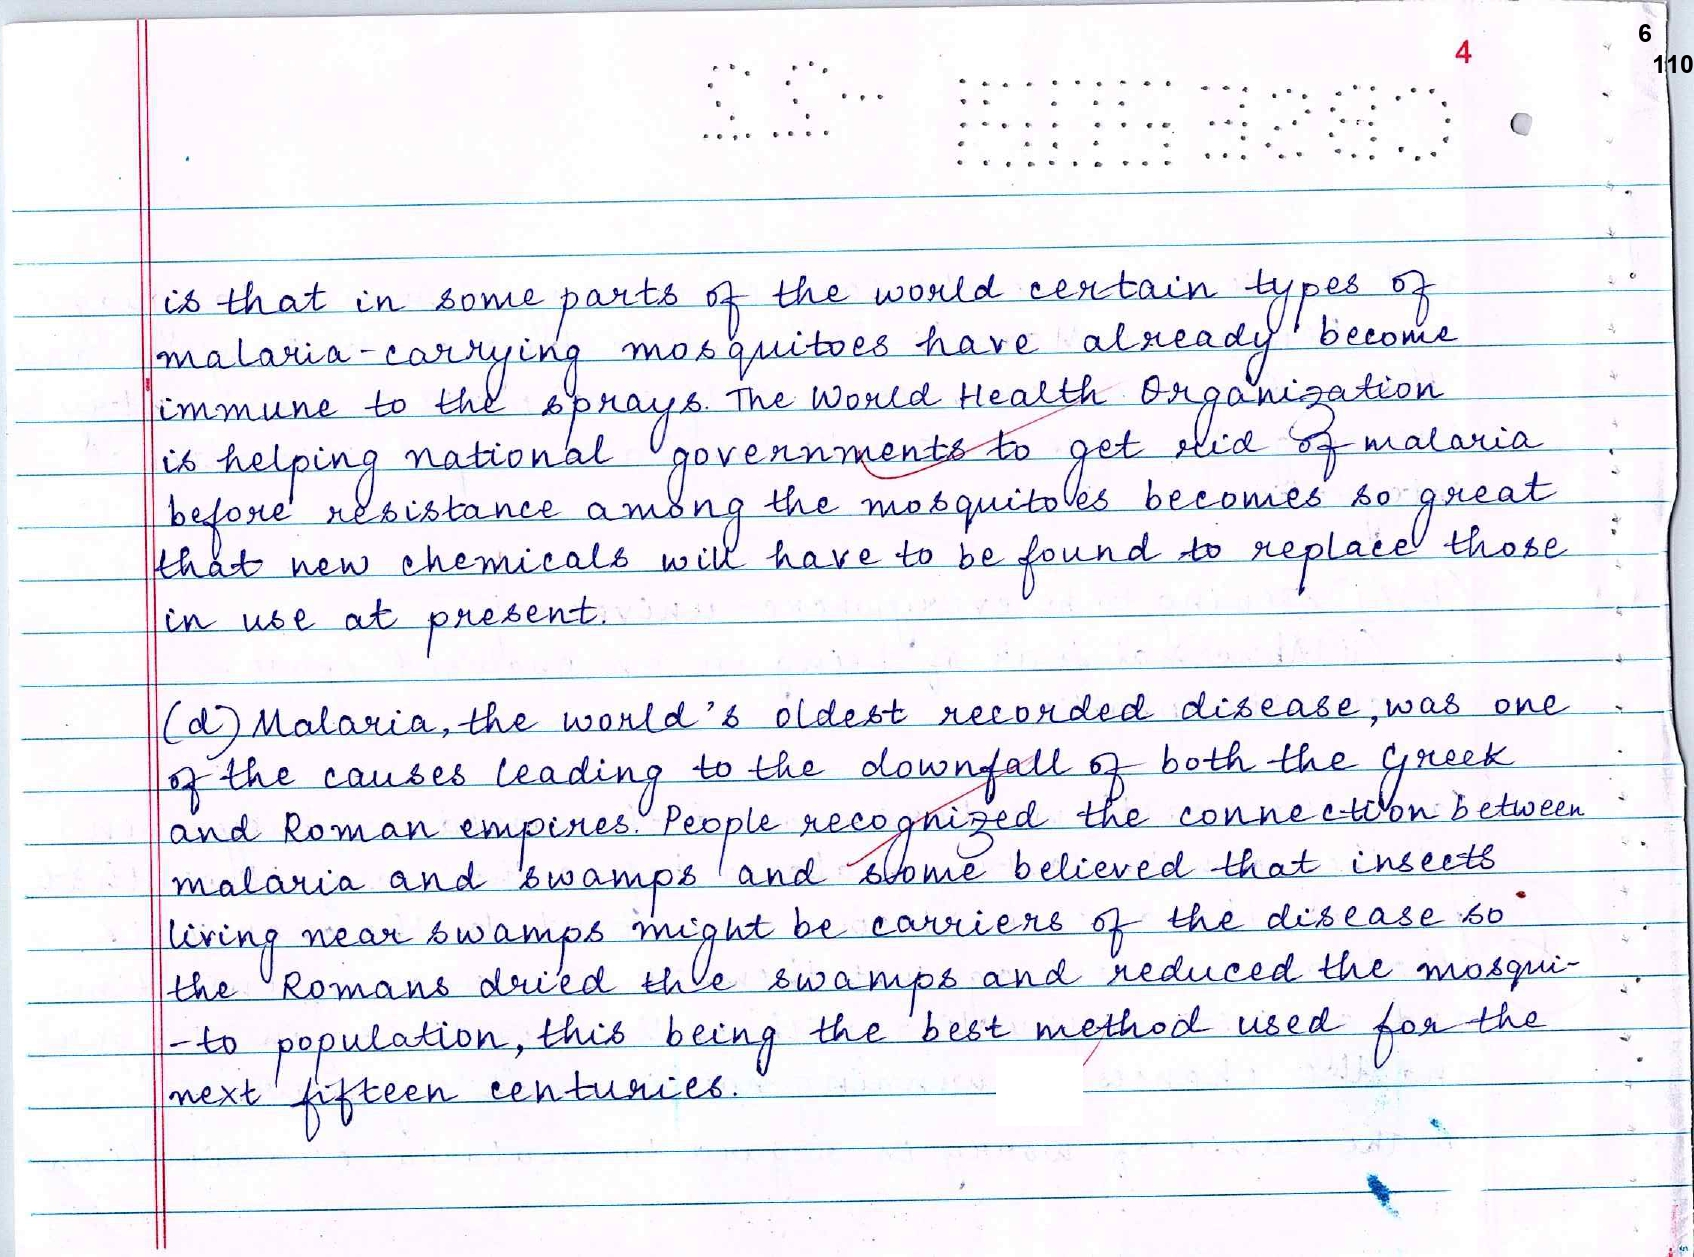 6
4
110
is that in some parts of the world certain types of
malaria-carrying mosquitoes have already become
immune to the sprays. The World Health Organization
is helping national governments to get rid of malaria
before resistance among the mosquitoes becomes so great
that new chemicals will have to be found to replace those
in use at present.
(d) Malaria, the world's oldest recorded disease, was one
of the causes leading to the downfall of both the Greek
and Roman empires. People recognized the connection between
malaria and swamps and some believed that insects
living near swamps might be carriers of the disease so
the Romans dried the swamps and reduced the mosqui-
-to population, this being the best method used for the
next fifteen centuries.